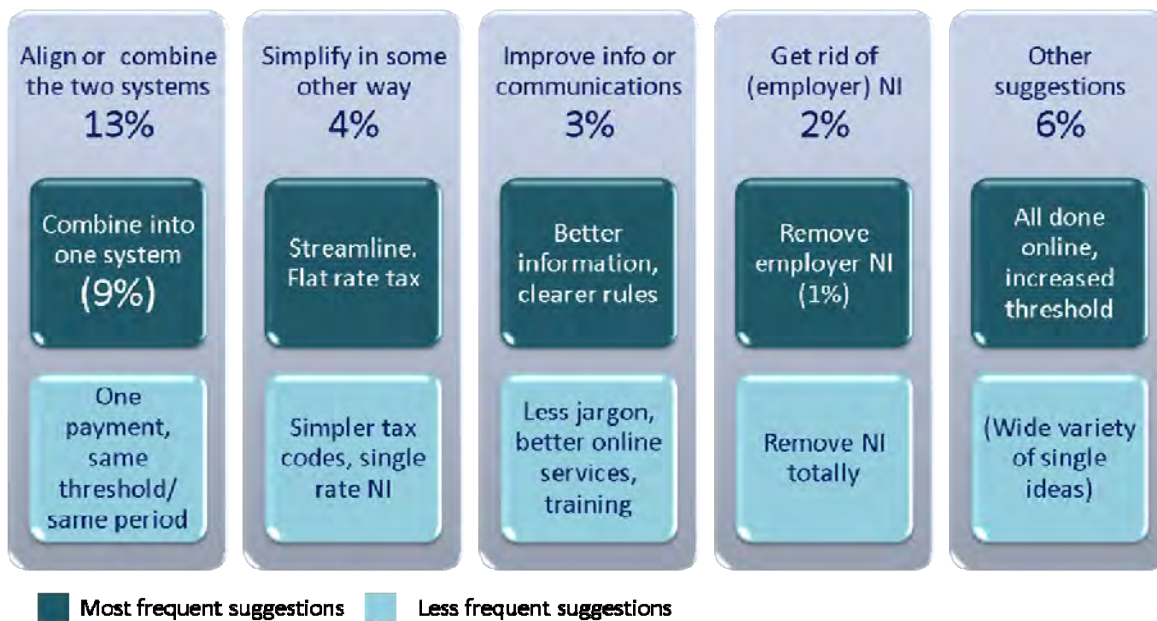 Align or combine
the two systems
13%
Combine into
one system
(9%)
One
payment,
same
threshold/
same period
Simplify in some
other way
4%
Streamline.
Flat rate tax
Simpler tax
codes, single
rate NI
Improve info or
communications
3%
Better
information,
clearer rules
Less jargon,
better online
services,
training
Get rid of
(employer) NI
2%
Remove
employer NI
(1%)
Remove NI
totally
Other
suggestions
6%
All done
online,
increased
threshold
(Wide variety
of single
ideas)
Most frequent suggestions
Less frequent suggestions